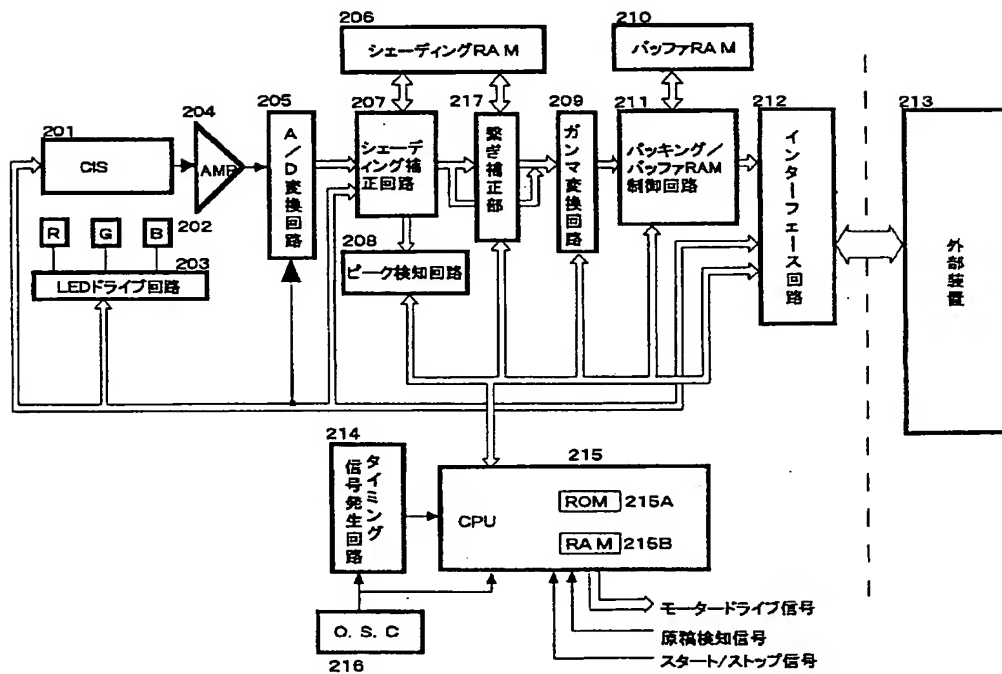 206
シェーディングRAM
210
バッファRAM
201
CIS
204
AMP
205
A/D変換回路
207
シェーディング補正回路
217
繋ぎ補正部
209
ガンマ変換回路
211
パッキング/バッファRAM制御回路
212
インターフェース回路
213
外部装置
R
G
B
202
203
LEDドライブ回路
208
ピーク検知回路
214
タイミング信号発生回路
215
CPU
ROM
215A
RAM
215B
O.S.C
216
モータードライブ信号
原稿検知信号
スタート/ストップ信号